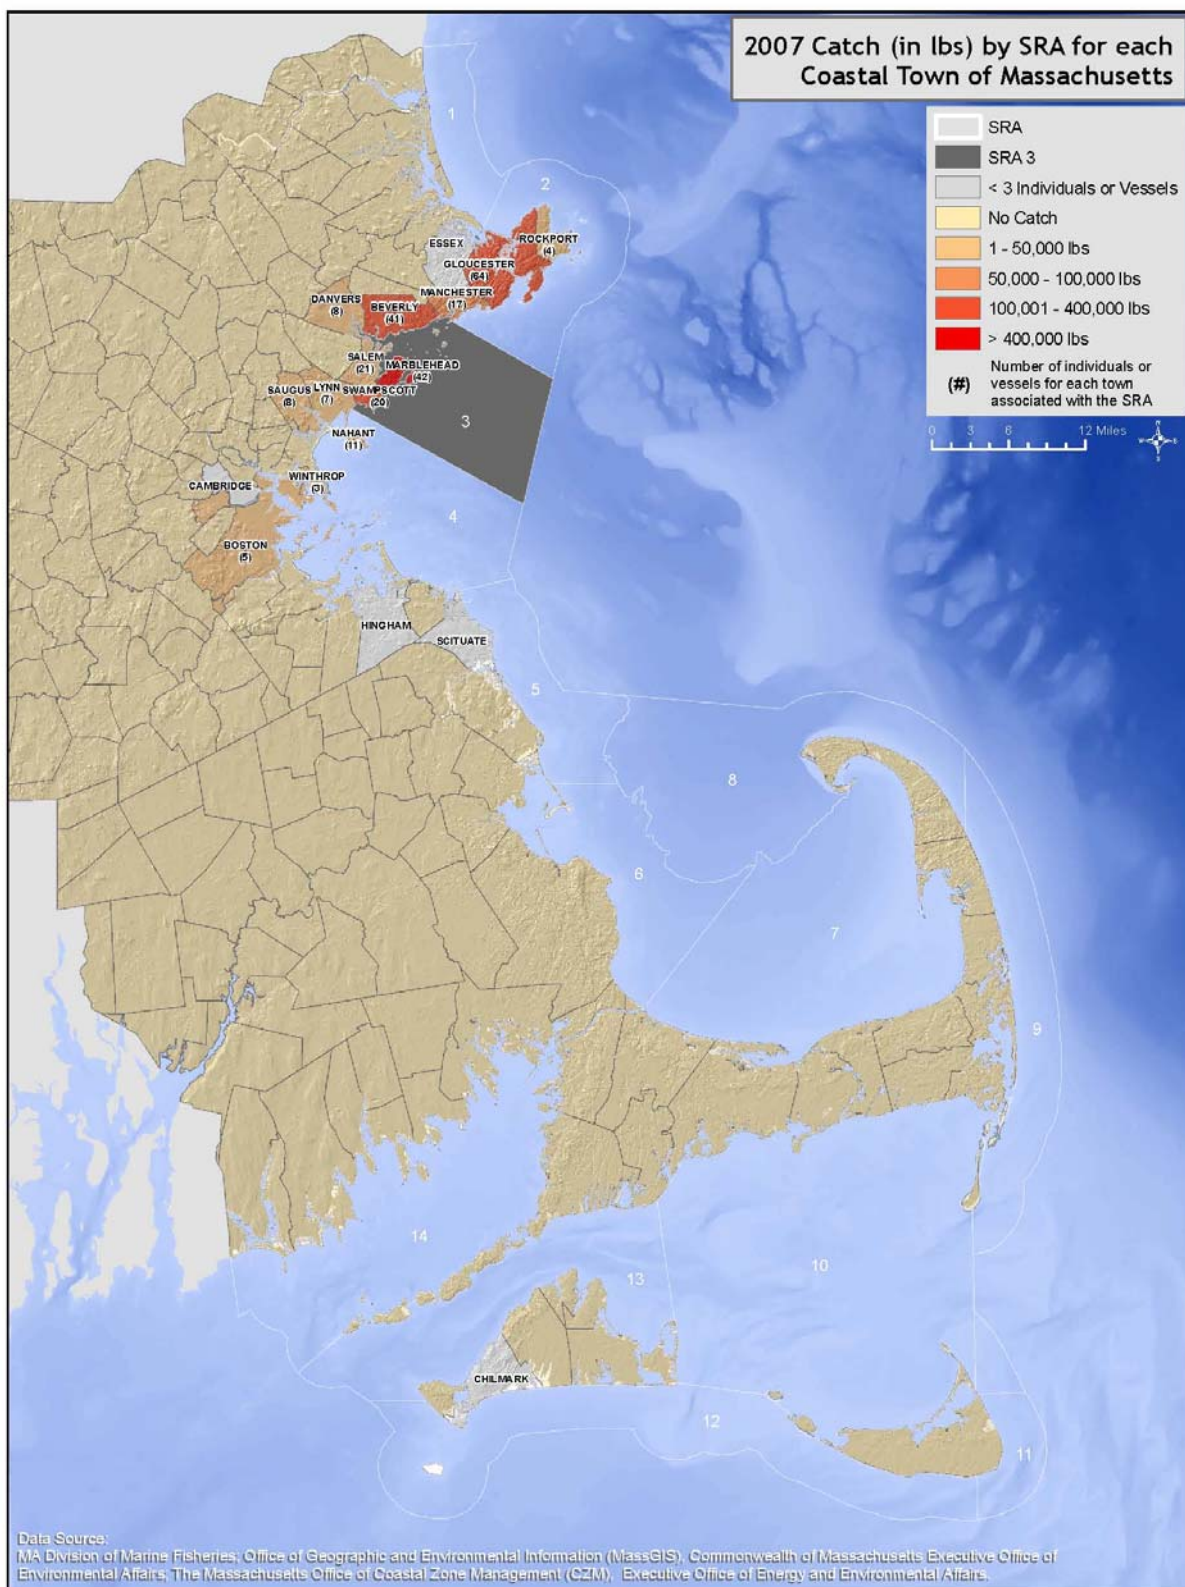 2007 Catch (in lbs) by SRA for each
Coastal Town of Massachusetts
SRA
SRA 3
< 3 Individuals or Vessels
No Catch
1 - 50,000 lbs
50,000 - 100,000 lbs
100,001 - 400,000 lbs
> 400,000 lbs
(#)
Number of individuals or
vessels for each town
associated with the SRA
0 3 6 12 Miles
N
W E
S
1
2
ESSEX
ROCKPORT
(4)
GLOUCESTER
(64)
MANCHESTER
(17)
DANVERS
(8)
BEVERLY
(41)
SALEM
(21)
MARBLEHEAD
(42)
SAUGUS
(8)
LYNN
(7)
SWAMPSCOTT
(20)
3
NAHANT
(11)
WINTHROP
(3)
CAMBRIDGE
4
BOSTON
(5)
HINGHAM
SCITUATE
5
8
6
7
9
14
13
10
CHILMARK
12
11
Data Source:
MA Division of Marine Fisheries; Office of Geographic and Environmental Information (MassGIS), Commonwealth of Massachusetts Executive Office of
Environmental Affairs; The Massachusetts Office of Coastal Zone Management (CZM), Executive Office of Energy and Environmental Affairs.